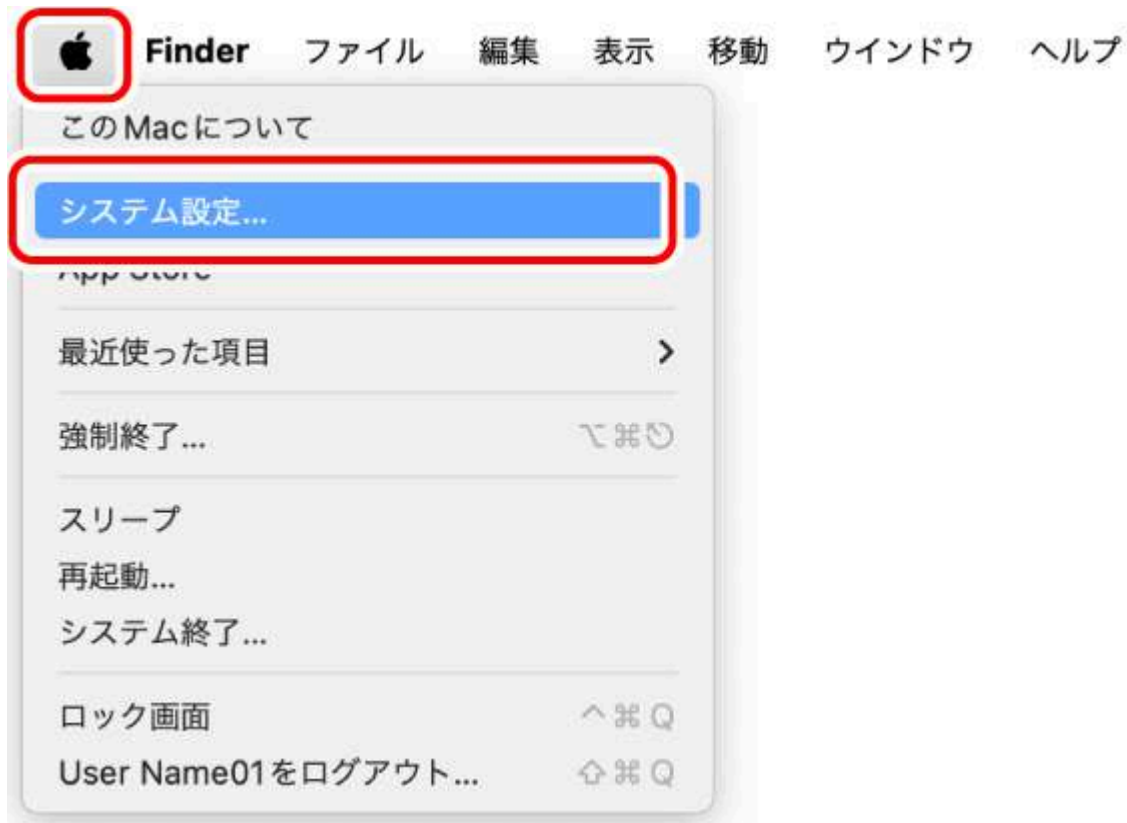 Finder ファイル 編集 表示 移動 ウインドウ ヘルプ
このMacについて
システム設定...
App Store
最近使った項目
強制終了... ⌥⌘⎋
スリープ
再起動...
システム終了...
ロック画面 ^⌘Q
User Name01をログアウト... ⇧⌘Q